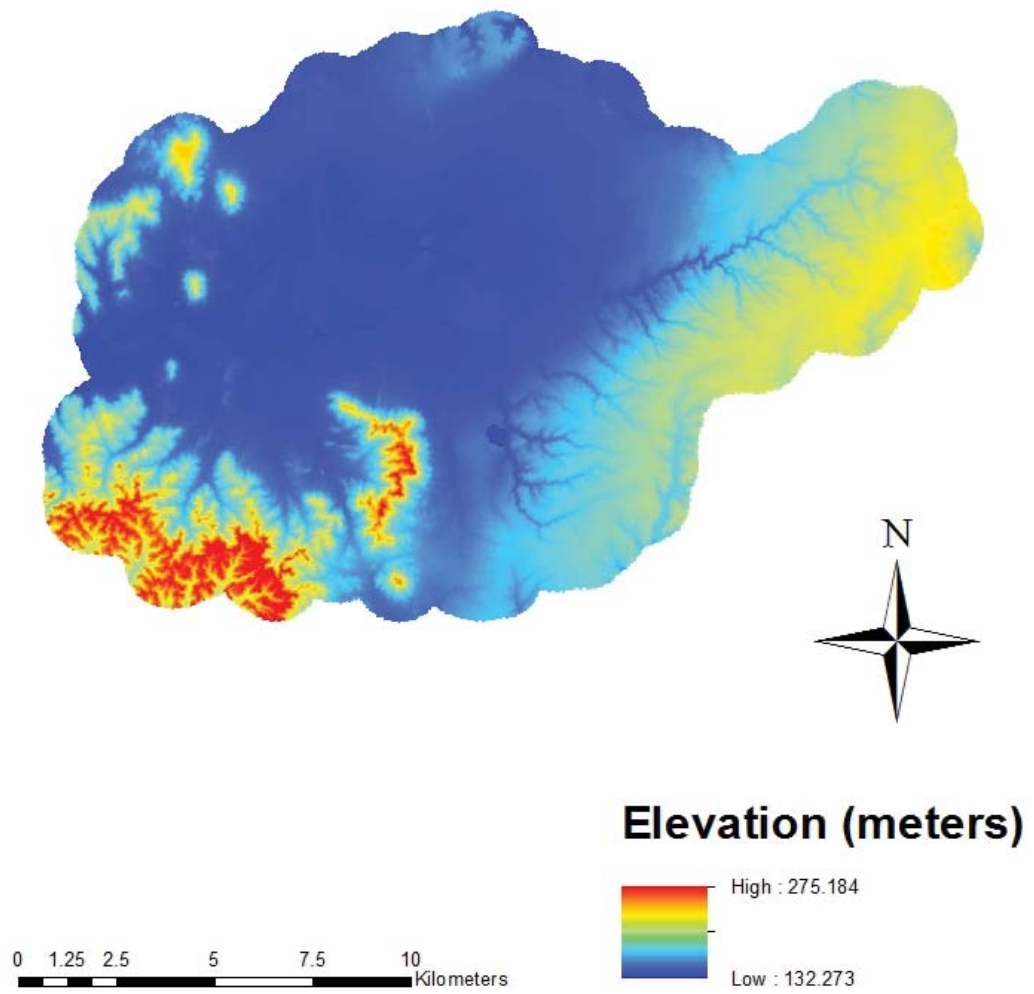 N
Elevation (meters)
High : 275.184
Low : 132.273
0 1.25 2.5 5 7.5 10
Kilometers